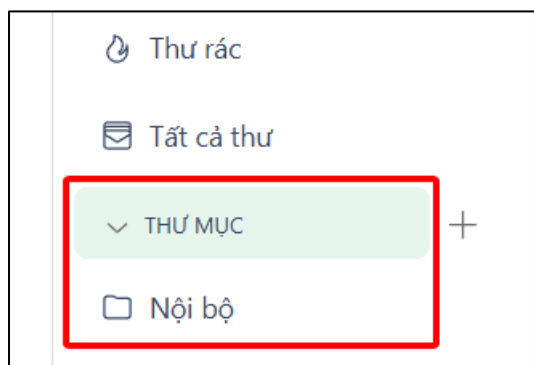 Thư rác
Tất cả thư
THƯ MỤC
Nội bộ